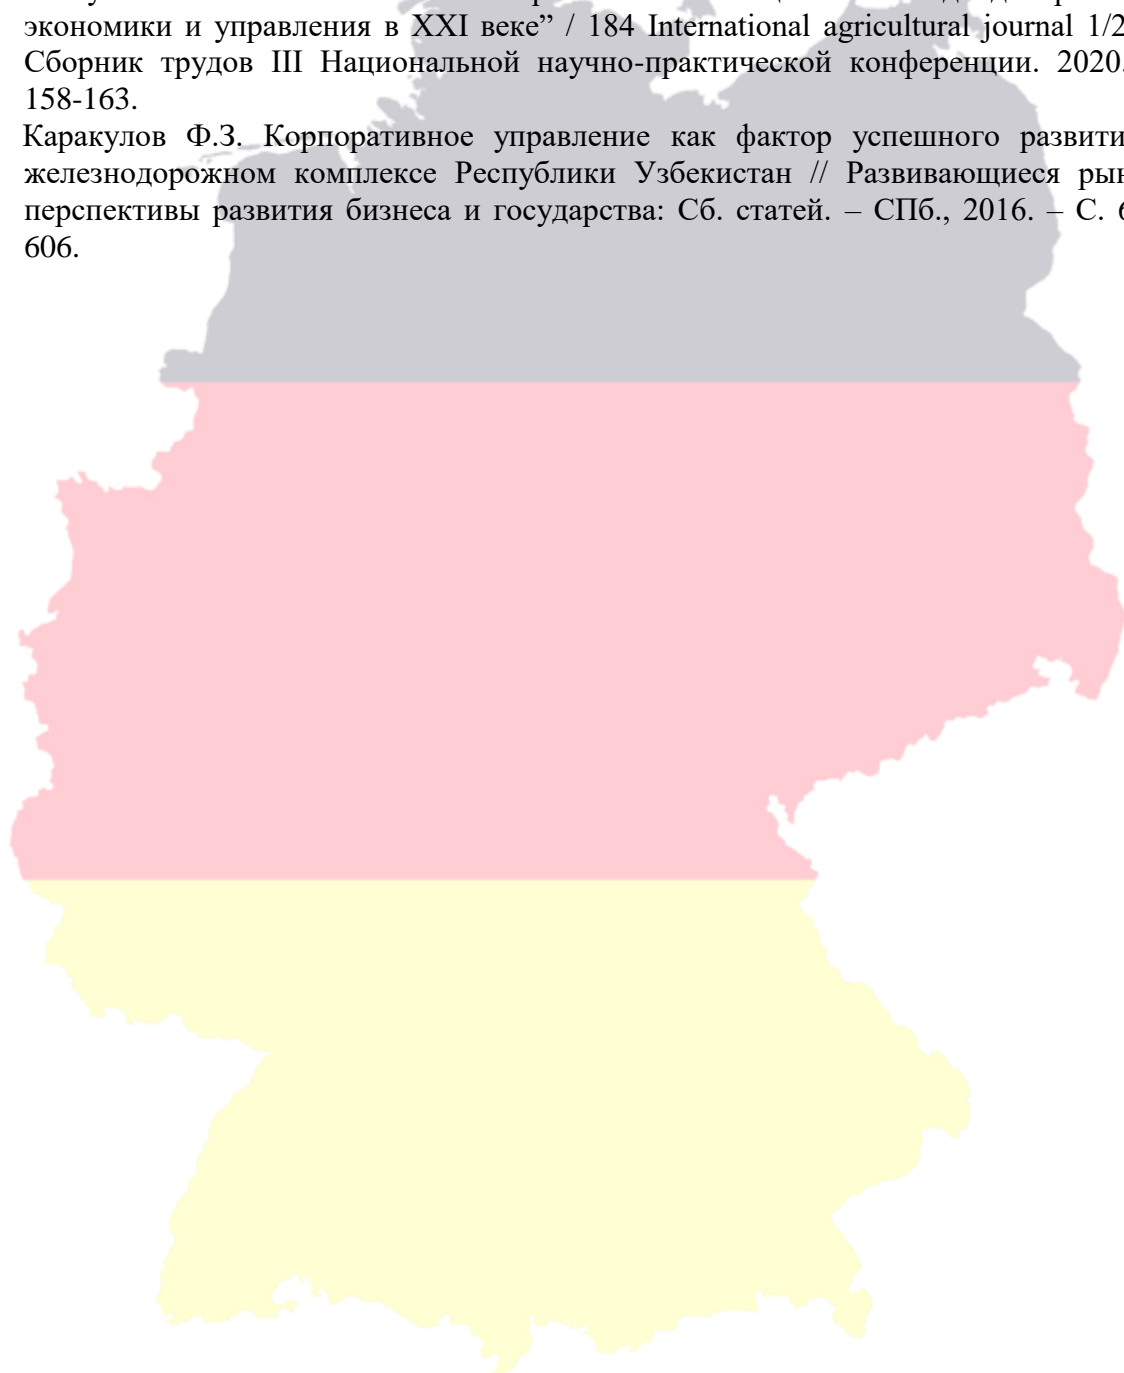 экономики и управления в XXI веке” / 184 International agricultural journal 1/2
Сборник трудов III Национальной научно-практической конференции. 2020.
158-163.
Каракулов Ф.З. Корпоративное управление как фактор успешного развити
железнодорожном комплексе Республики Узбекистан // Развивающиеся рын
перспективы развития бизнеса и государства: Сб. статей. – СПб., 2016. – С.
606.